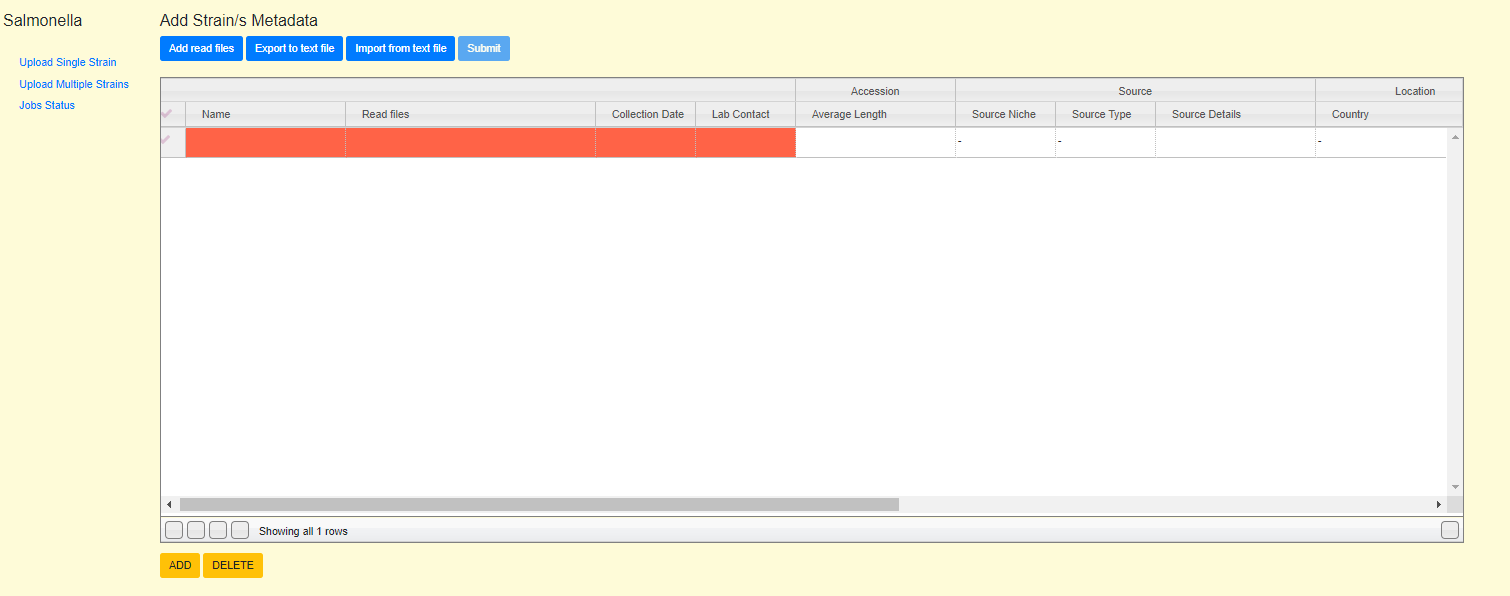 Salmonella
Add Strain/s Metadata
Upload Single Strain
Upload Multiple Strains
Jobs Status
Add read files Export to text file Import from text file Submit
Accession Source Location
Name Read files Collection Date Lab Contact Average Length Source Niche Source Type Source Details Country
- - -
Showing all 1 rows
ADD DELETE